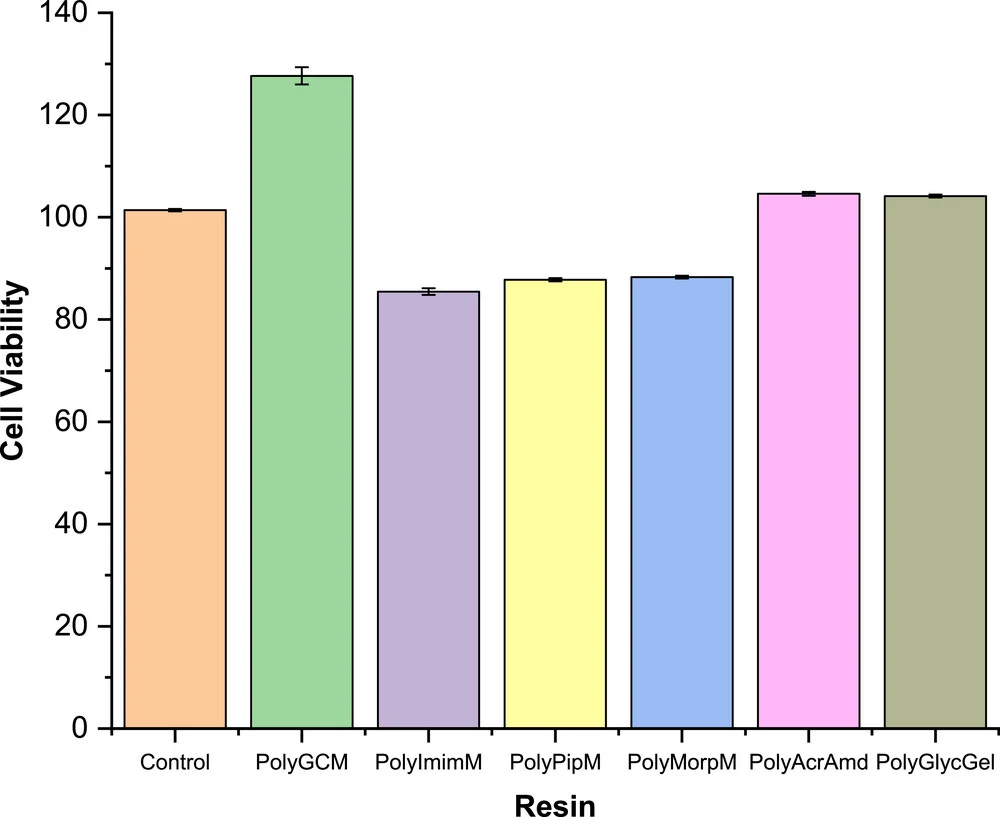 140
120
100
80
60
40
20
0
Cell Viability
Control PolyGCM PolyImimM PolyPipM PolyMorpM PolyAcrAmd PolyGlycGel
Resin